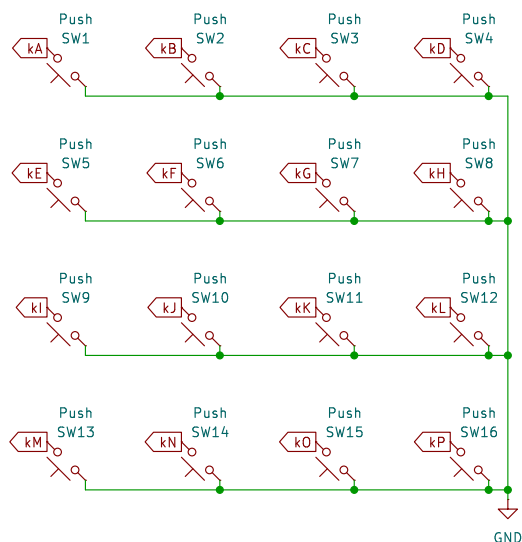 Push Push Push Push
SW1 SW2 SW3 SW4
kA kB kC kD
Push Push Push Push
SW5 SW6 SW7 SW8
kE kF kG kH
Push Push Push Push
SW9 SW10 SW11 SW12
kI kJ kK kL
Push Push Push Push
SW13 SW14 SW15 SW16
kM kN kO kP
GND